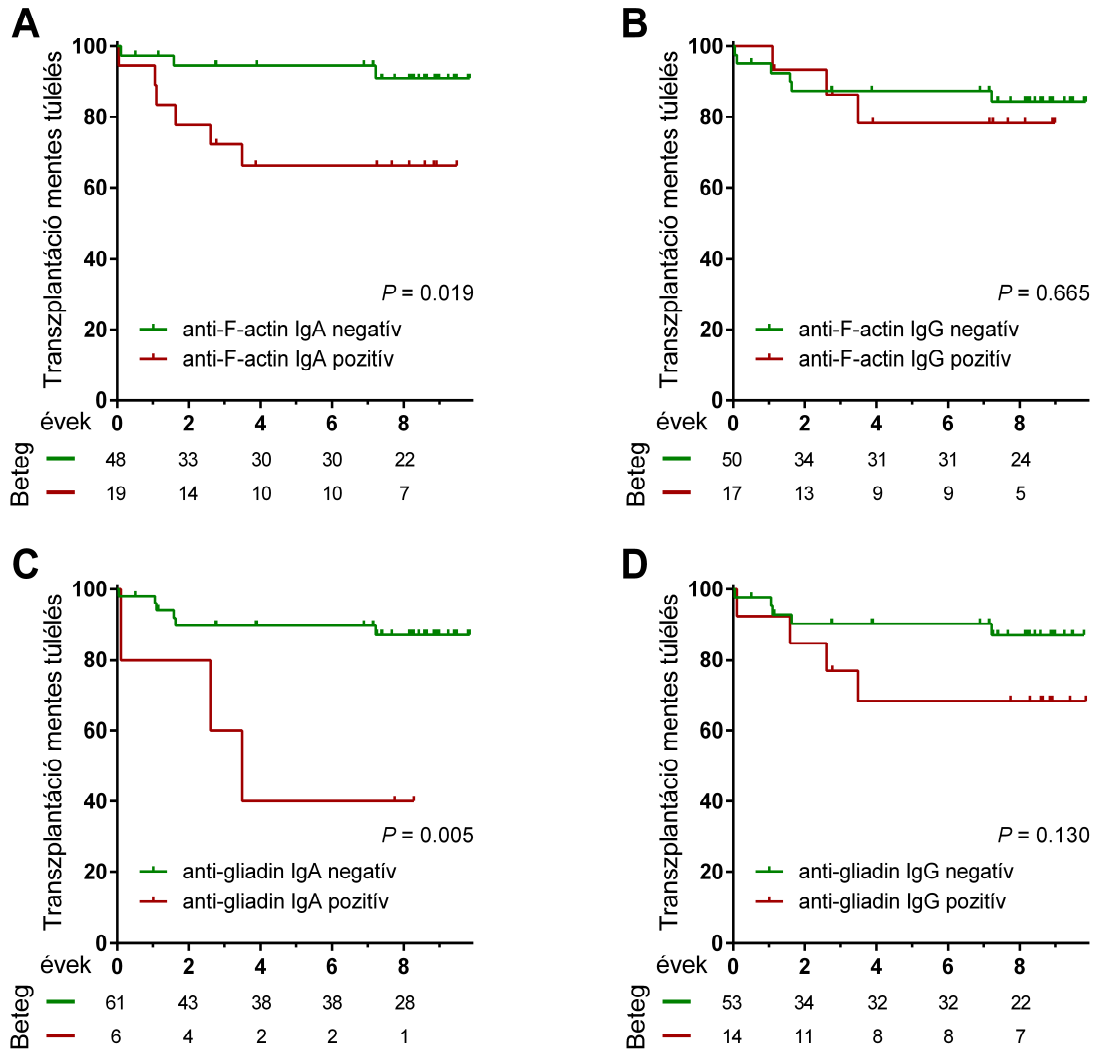 A
Transzplantáció mentes túlélés
100
80
60
40
20
0
P = 0.019
anti-F-actin IgA negatív
anti-F-actin IgA pozitív
évek 0 2 4 6 8
Beteg
48 33 30 30 22
19 14 10 10 7
B
Transzplantáció mentes túlélés
100
80
60
40
20
0
P = 0.665
anti-F-actin IgG negatív
anti-F-actin IgG pozitív
évek 0 2 4 6 8
Beteg
50 34 31 31 24
17 13 9 9 5
C
Transzplantáció mentes túlélés
100
80
60
40
20
0
P = 0.005
anti-gliadin IgA negatív
anti-gliadin IgA pozitív
évek 0 2 4 6 8
Beteg
61 43 38 38 28
6 4 2 2 1
D
Transzplantáció mentes túlélés
100
80
60
40
20
0
P = 0.130
anti-gliadin IgG negatív
anti-gliadin IgG pozitív
évek 0 2 4 6 8
Beteg
53 34 32 32 22
14 11 8 8 7